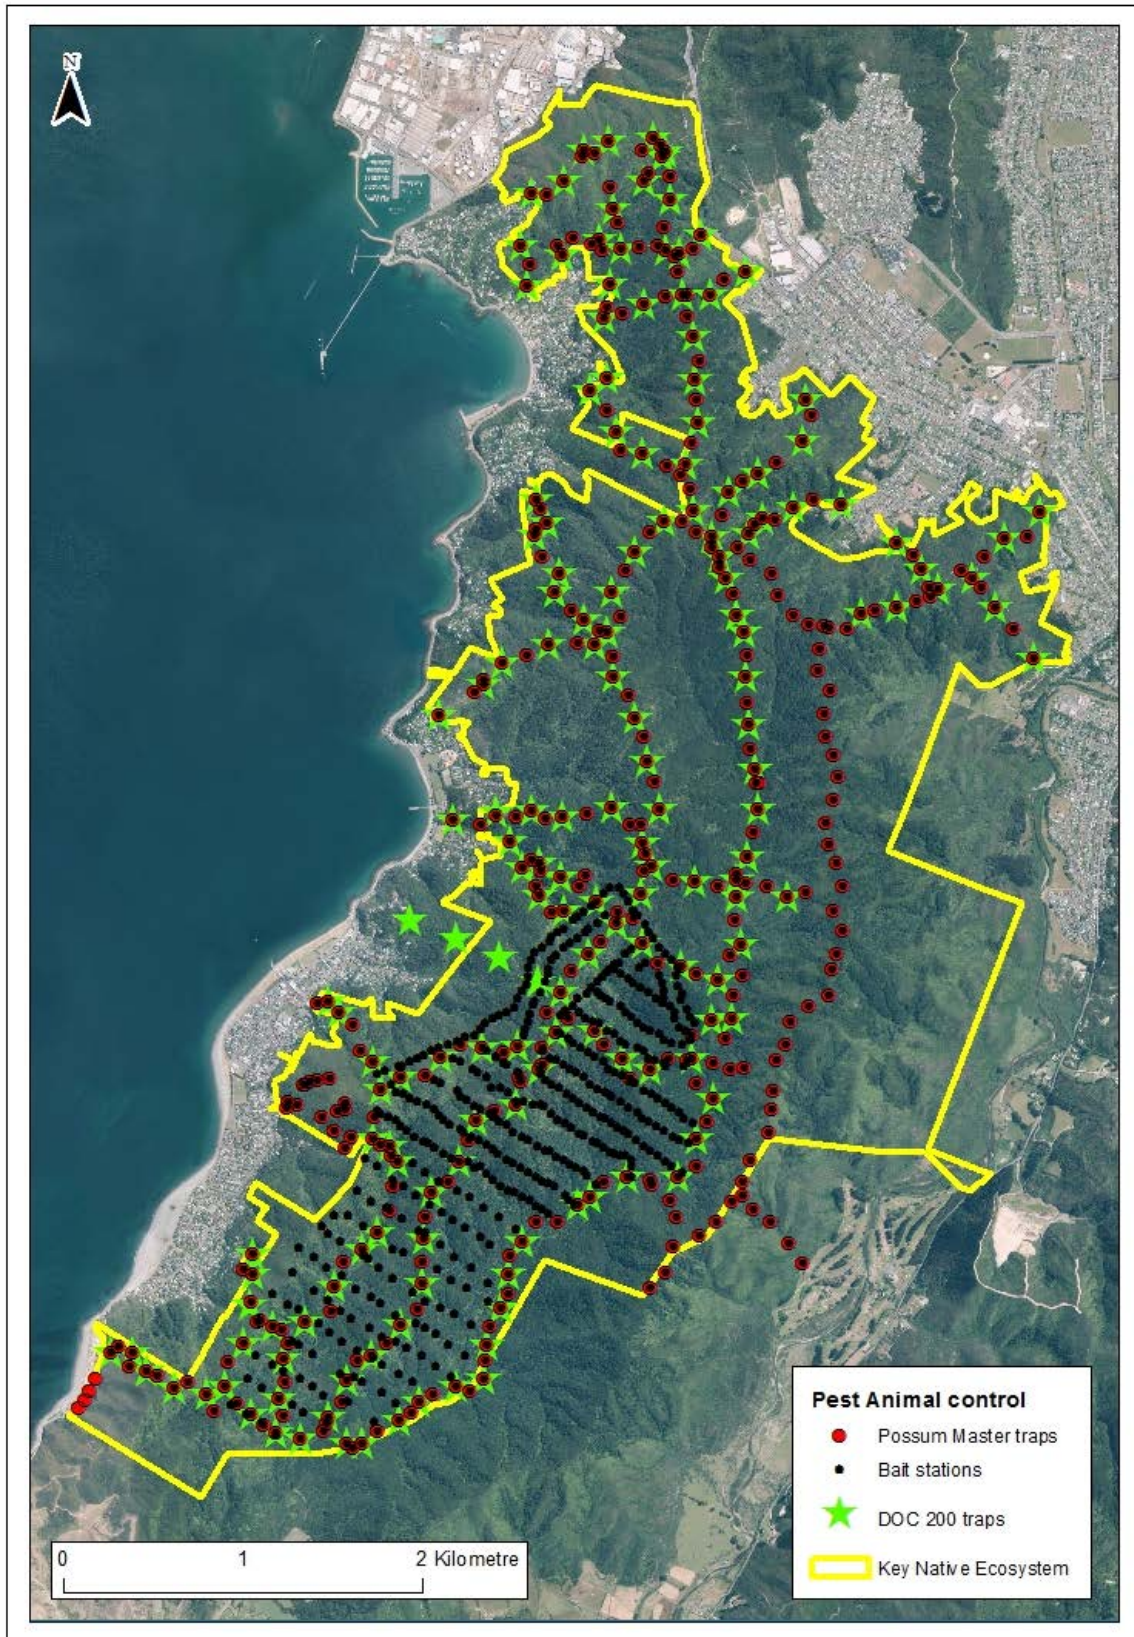 N
Pest Animal control
Possum Master traps
Bait stations
DOC 200 traps
Key Native Ecosystem
0 1 2 Kilometre